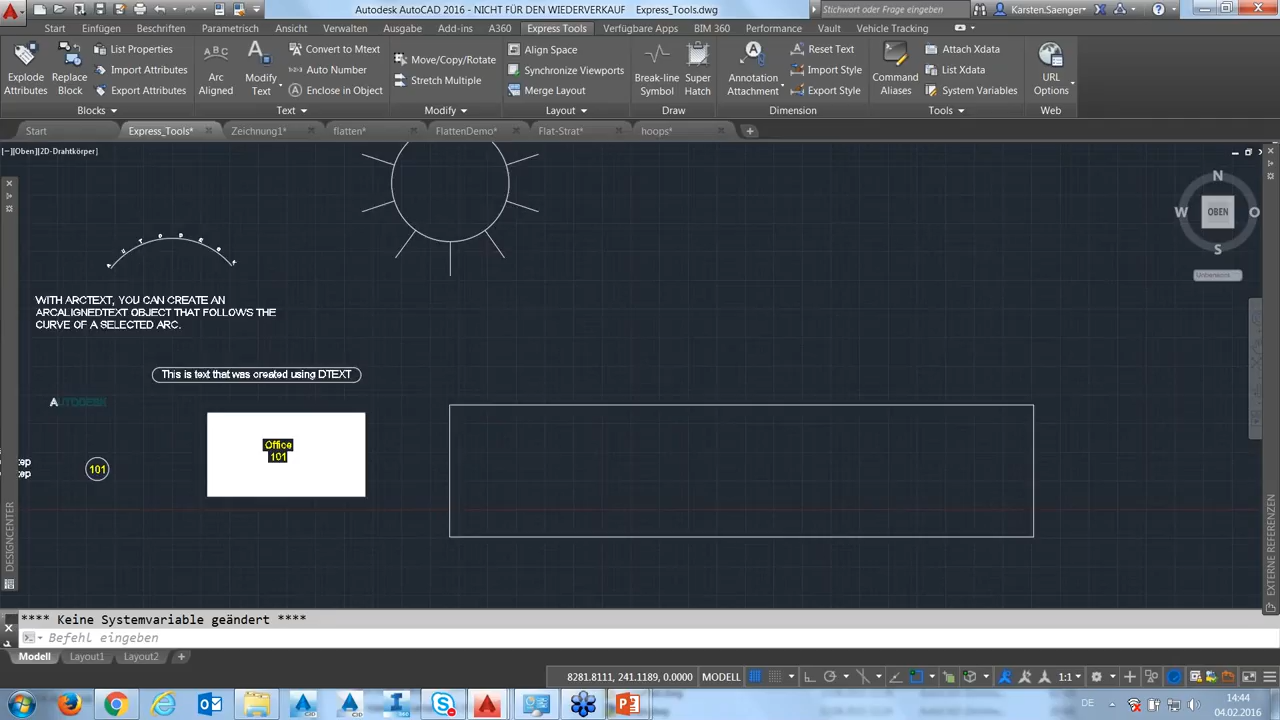 Autodesk AutoCAD 2016 - NICHT FÜR DEN WIEDERVERKAUF Express_Tools.dwg
Stichwort oder Frage eingeben
Karsten.Saenger
Start Einfügen Beschriften Parametrisch Ansicht Verwalten Ausgabe Add-ins A360 Express Tools Verfügbare Apps BIM 360 Performance Vault Vehicle Tracking
List Properties Convert to Mtext Move/Copy/Rotate Align Space Reset Text Attach Xdata
Import Attributes Auto Number Stretch Multiple Synchronize Viewports Import Style List Xdata
Export Attributes Enclose in Object Merge Layout Export Style System Variables
Explode Attributes
Replace Block
Arc Aligned
Modify Text
Break-line Symbol
Super Hatch
Annotation Attachment
Command Aliases
URL Options
Blocks Text Modify Layout Draw Dimension Tools Web
Start Express_Tools* Zeichnung1* flatten* FlattenDemo* Flat-Strat* hoops*
[−][Oben][2D-Drahtkörper]
N
W OBEN O
S
WITH ARCTEXT, YOU CAN CREATE AN
ARCALIGNEDTEXT OBJECT THAT FOLLOWS THE
CURVE OF A SELECTED ARC.
This is text that was created using DTEXT
AUTODESK
Office
101
101
DESIGNCENTER
EXTERNE REFERENZEN
**** Keine Systemvariable geändert ****
Befehl eingeben
Modell Layout1 Layout2 +
8281.8111, 241.1189, 0.0000 MODELL 1:1
DE
14:44
04.02.2016